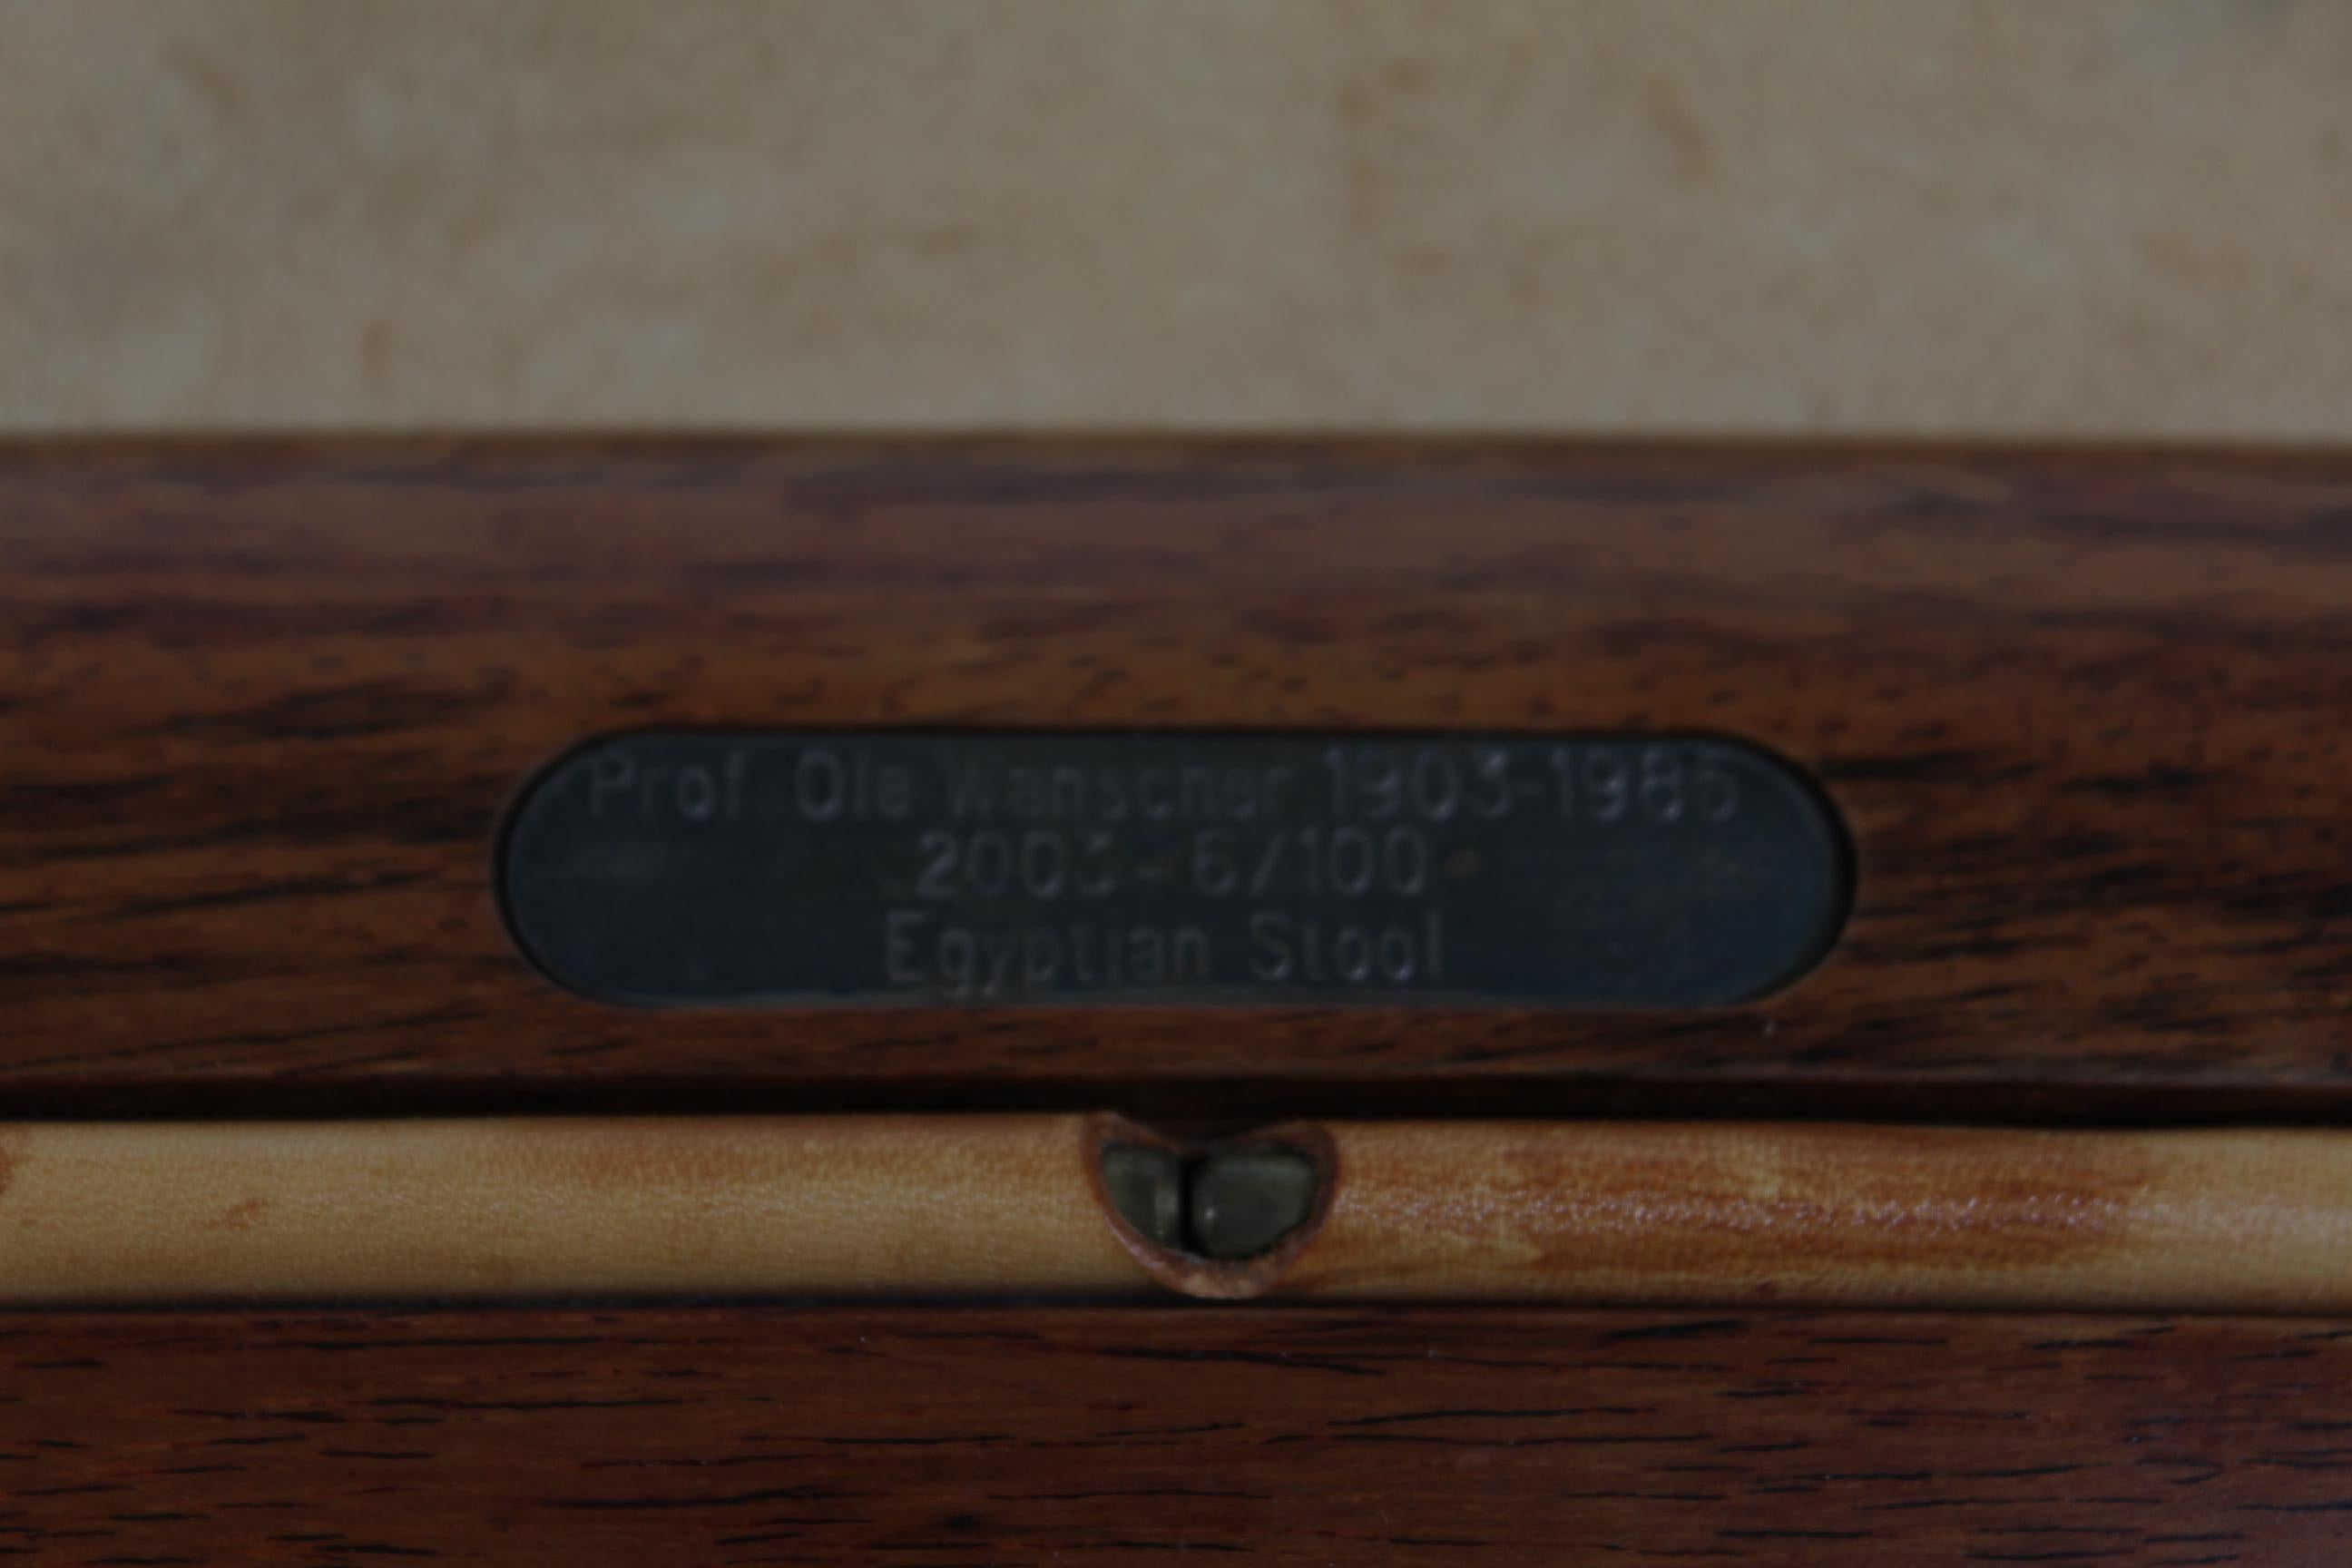 Prof Ole Wanscher 1903-1985
2003 - 6/100
Egyptian Stool